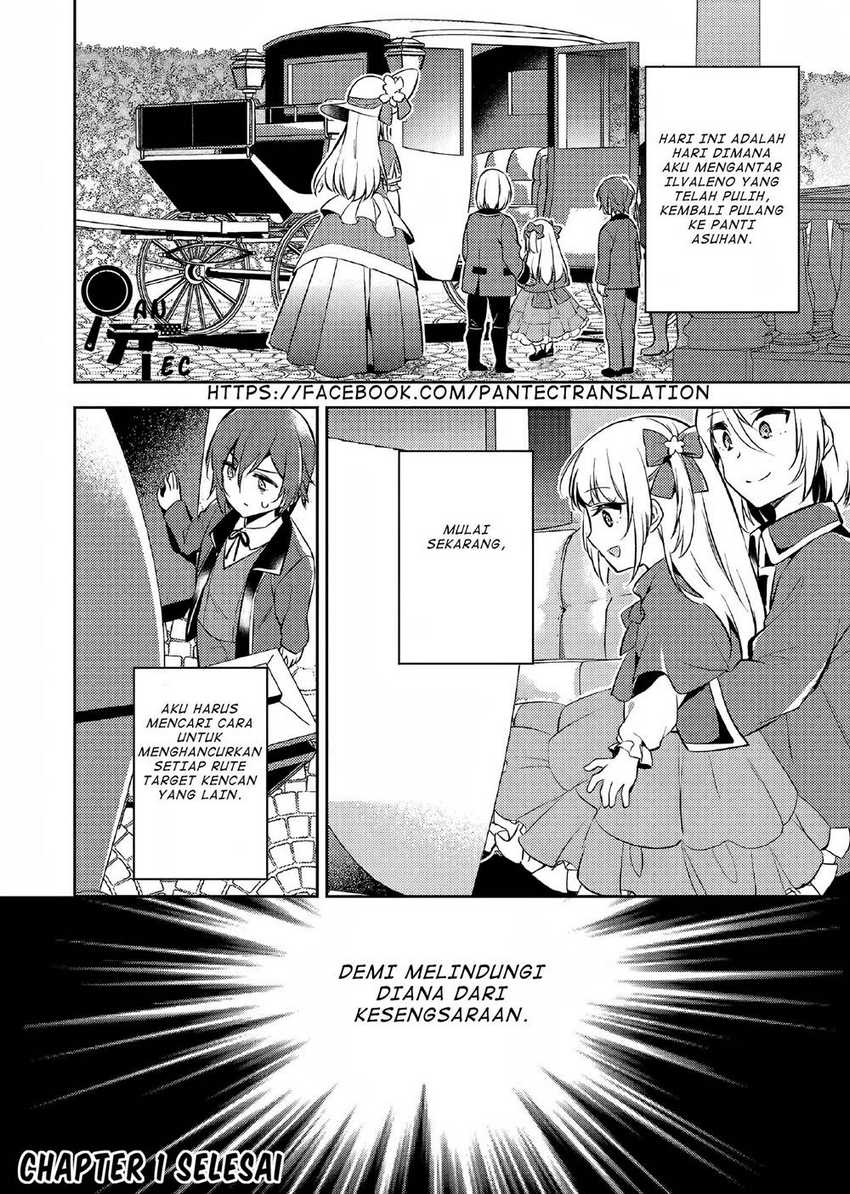 HARI INI ADALAH
HARI DIMANA
AKU MENGANTAR
ILVALENO YANG
TELAH PULIH,
KEMBALI PULANG
KE PANTI
ASUHAN.
PAN
TEC
HTTPS://FACEBOOK.COM/PANTECTRANSLATION
MULAI
SEKARANG,
AKU HARUS
MENCARI CARA
UNTUK
MENGHANCURKAN
SETIAP RUTE
TARGET KENCAN
YANG LAIN.
DEMI MELINDUNGI
DIANA DARI
KESENGSARAAN.
CHAPTER 1 SELESAI